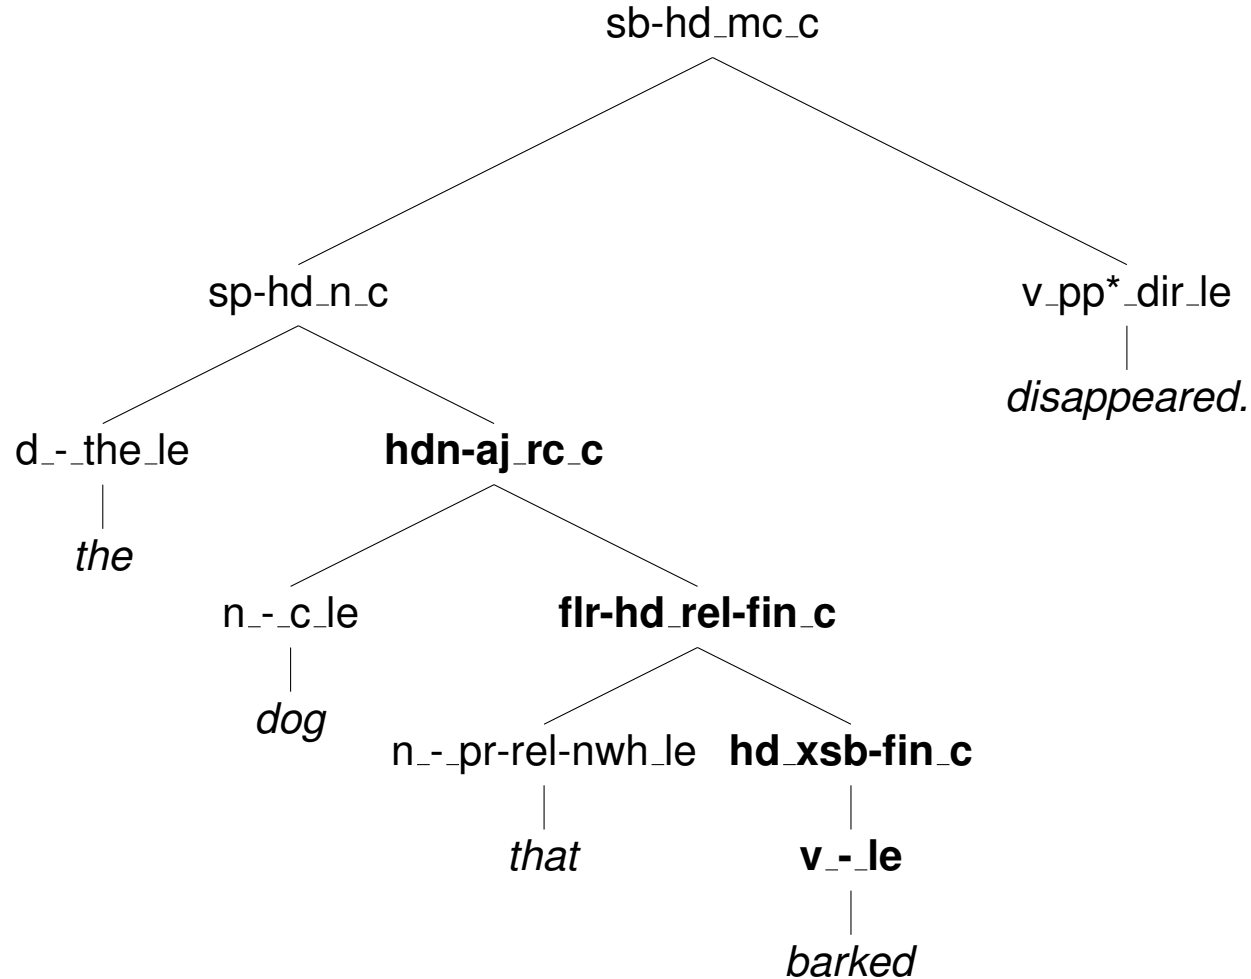 sb-hd_mc_c
sp-hd_n_c v_pp*_dir_le
disappeared.
d_-_the_le hdn-aj_rc_c
the
n_-_c_le flr-hd_rel-fin_c
dog
n_-_pr-rel-nwh_le hd_xsb-fin_c
that v_-_le
barked